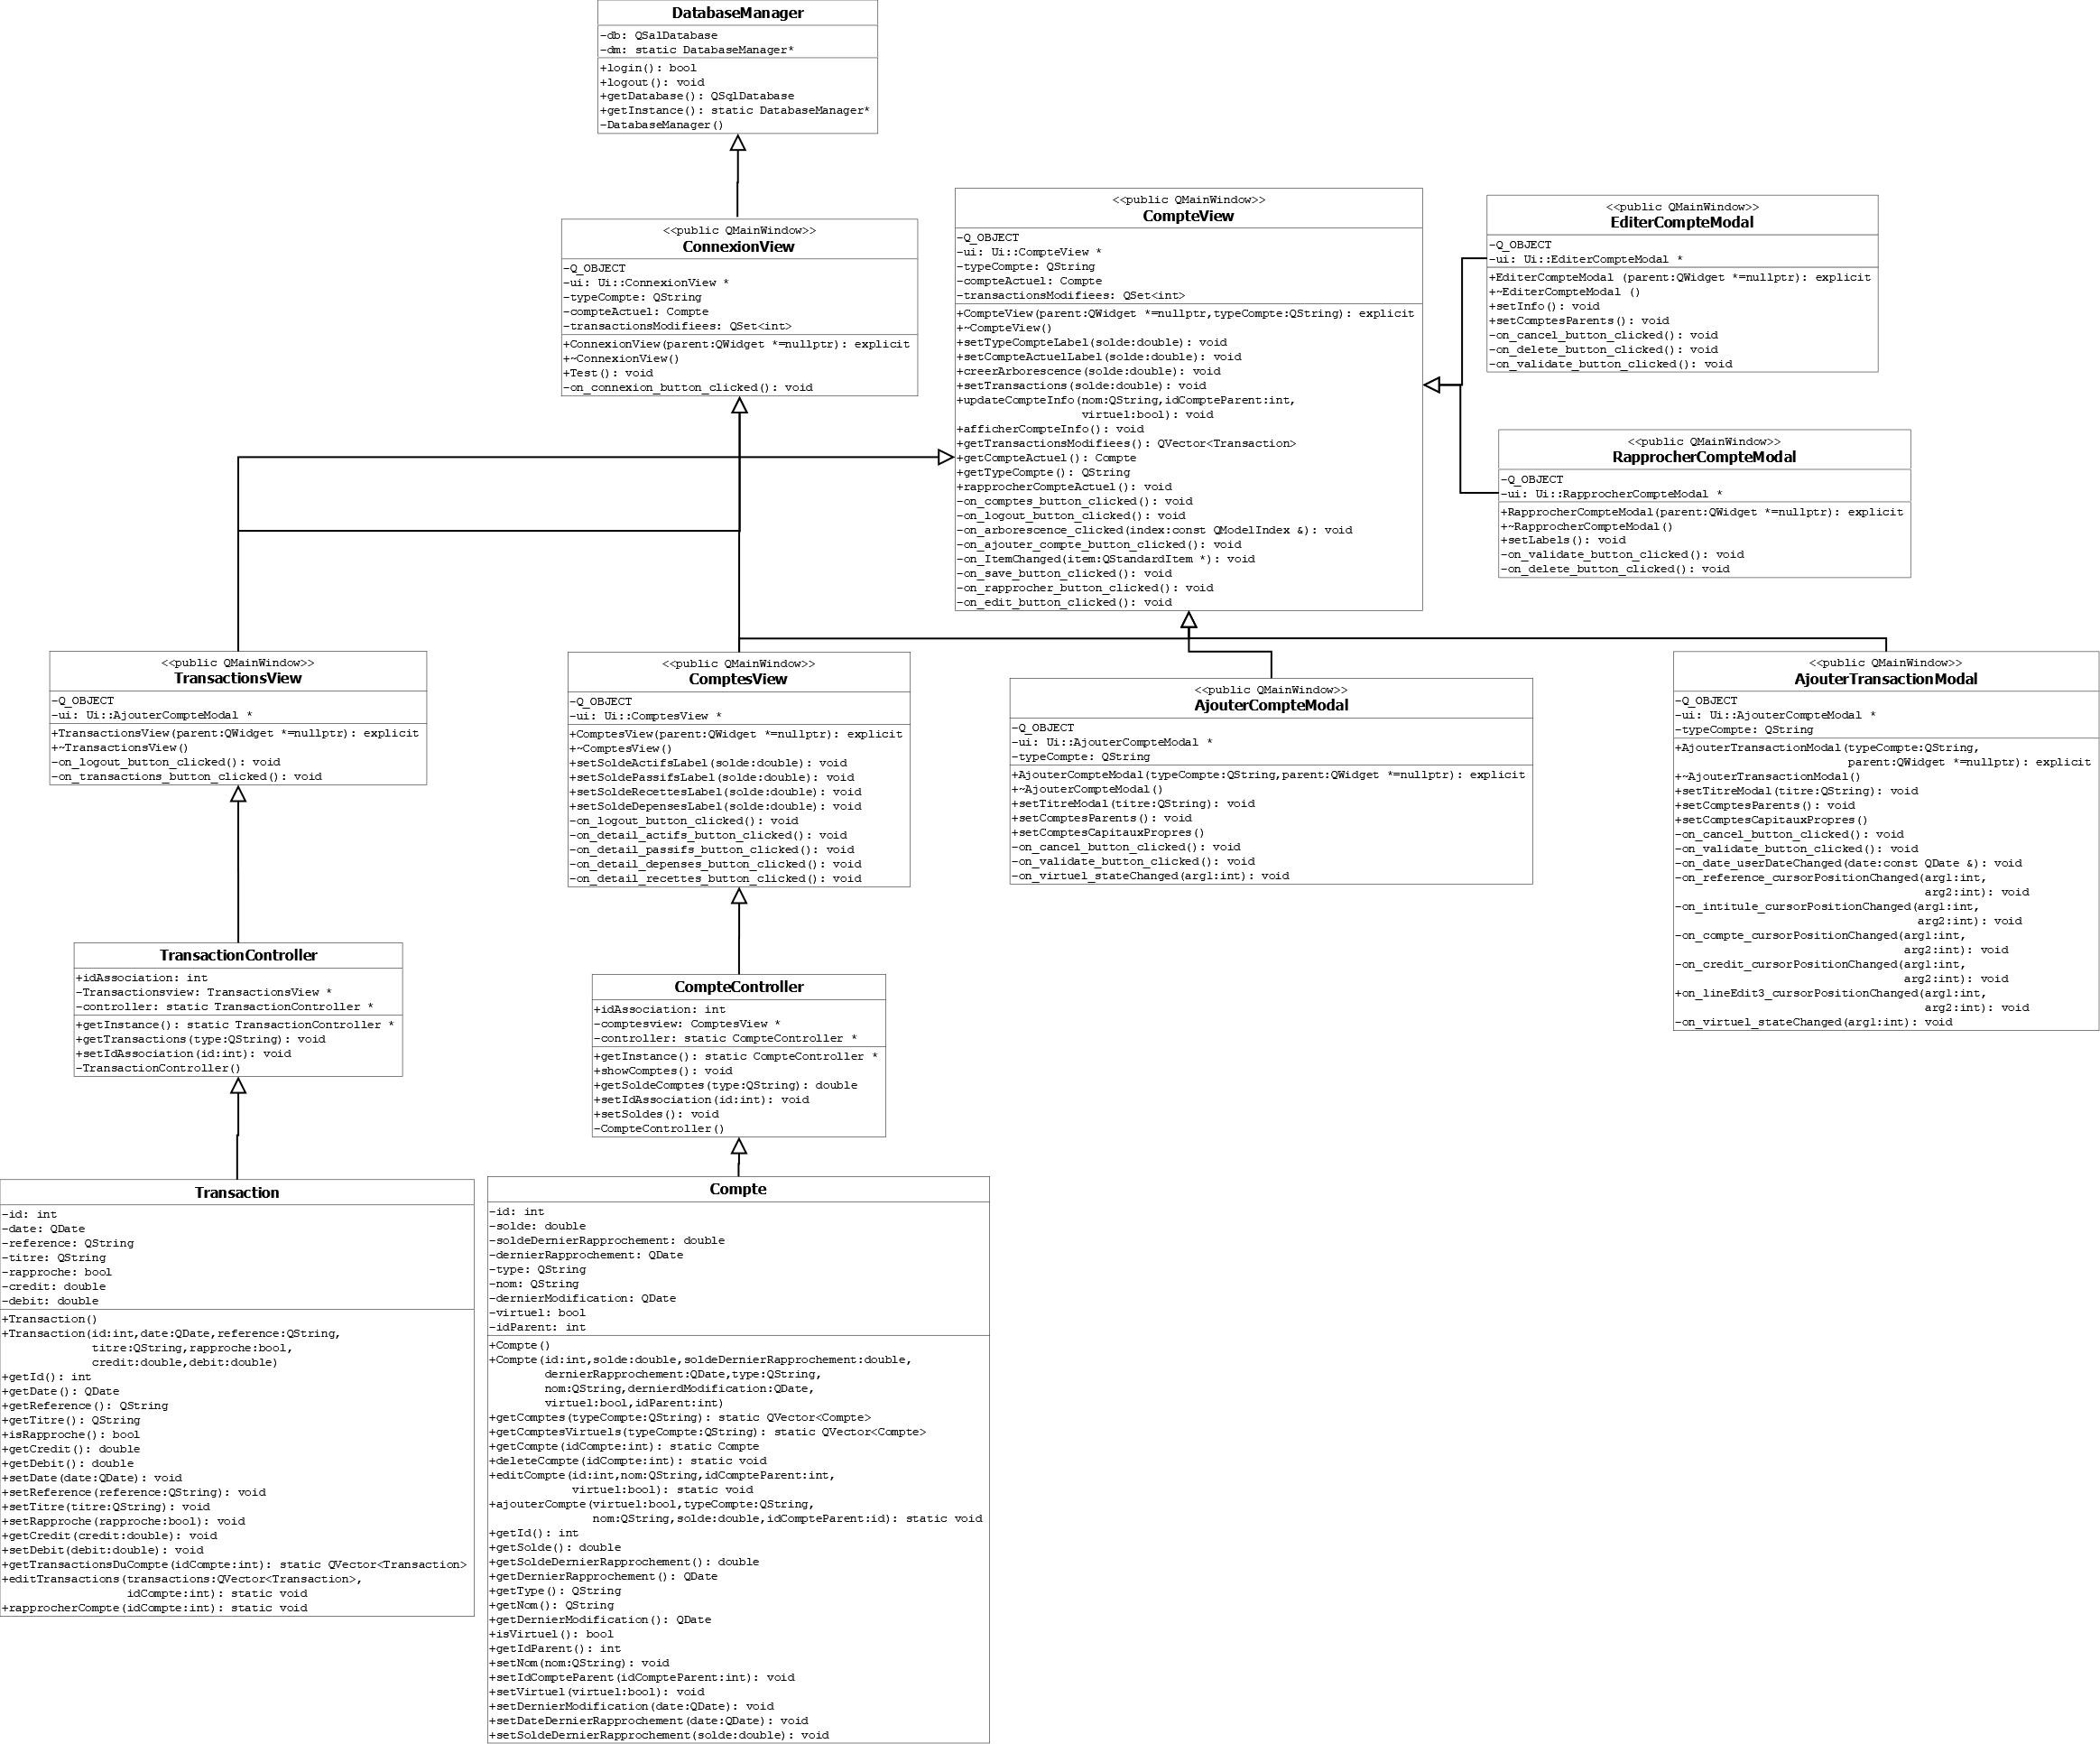 DatabaseManager
-db: QSalDatabase
-dm: static DatabaseManager*
+login(): bool
+logout(): void
+getDatabase(): QSqlDatabase
+getInstance(): static DatabaseManager*
-DatabaseManager()
<<public QMainWindow>>
ConnexionView
-Q_OBJECT
-ui: Ui::ConnexionView *
-typeCompte: QString
-compteActuel: Compte
-transactionsModifiees: QSet<int>
+ConnexionView(parent:QWidget *=nullptr): explicit
+~ConnexionView()
+Test(): void
-on_connexion_button_clicked(): void
<<public QMainWindow>>
CompteView
-Q_OBJECT
-ui: Ui::CompteView *
-typeCompte: QString
-compteActuel: Compte
-transactionsModifiees: QSet<int>
+CompteView(parent:QWidget *=nullptr,typeCompte:QString): explicit
+~CompteView()
+setTypeCompteLabel(solde:double): void
+setCompteActuelLabel(solde:double): void
+creerArborescence(solde:double): void
+setTransactions(solde:double): void
+updateCompteInfo(nom:QString,idCompteParent:int,
virtuel:bool): void
+afficherCompteInfo(): void
+getTransactionsModifiees(): QVector<Transaction>
+getCompteActuel(): Compte
+getTypeCompte(): QString
+rapprocherCompteActuel(): void
-on_comptes_button_clicked(): void
-on_logout_button_clicked(): void
-on_arborescence_clicked(index:const QModelIndex &): void
-on_ajouter_compte_button_clicked(): void
-on_ItemChanged(item:QStandardItem *): void
-on_save_button_clicked(): void
-on_rapprocher_button_clicked(): void
-on_edit_button_clicked(): void
<<public QMainWindow>>
EditerCompteModal
-Q_OBJECT
-ui: Ui::EditerCompteModal *
+EditerCompteModal (parent:QWidget *=nullptr): explicit
+~EditerCompteModal ()
+setInfo(): void
+setComptesParents(): void
-on_cancel_button_clicked(): void
-on_delete_button_clicked(): void
-on_validate_button_clicked(): void
<<public QMainWindow>>
RapprocherCompteModal
-Q_OBJECT
-ui: Ui::RapprocherCompteModal *
+RapprocherCompteModal(parent:QWidget *=nullptr): explicit
+~RapprocherCompteModal()
+setLabels(): void
-on_validate_button_clicked(): void
-on_delete_button_clicked(): void
<<public QMainWindow>>
TransactionsView
-Q_OBJECT
-ui: Ui::AjouterCompteModal *
+TransactionsView(parent:QWidget *=nullptr): explicit
+~TransactionsView()
-on_logout_button_clicked(): void
-on_transactions_button_clicked(): void
<<public QMainWindow>>
ComptesView
-Q_OBJECT
-ui: Ui::ComptesView *
+ComptesView(parent:QWidget *=nullptr): explicit
+~ComptesView()
+setSoldeActifsLabel(solde:double): void
+setSoldePassifsLabel(solde:double): void
+setSoldeRecettesLabel(solde:double): void
+setSoldeDepensesLabel(solde:double): void
-on_logout_button_clicked(): void
-on_detail_actifs_button_clicked(): void
-on_detail_passifs_button_clicked(): void
-on_detail_depenses_button_clicked(): void
-on_detail_recettes_button_clicked(): void
<<public QMainWindow>>
AjouterCompteModal
-Q_OBJECT
-ui: Ui::AjouterCompteModal *
-typeCompte: QString
+AjouterCompteModal(typeCompte:QString,parent:QWidget *=nullptr): explicit
+~AjouterCompteModal()
+setTitreModal(titre:QString): void
+setComptesParents(): void
+setComptesCapitauxPropres()
-on_cancel_button_clicked(): void
-on_validate_button_clicked(): void
-on_virtuel_stateChanged(arg1:int): void
<<public QMainWindow>>
AjouterTransactionModal
-Q_OBJECT
-ui: Ui::AjouterCompteModal *
-typeCompte: QString
+AjouterTransactionModal(typeCompte:QString,
parent:QWidget *=nullptr): explicit
+~AjouterTransactionModal()
+setTitreModal(titre:QString): void
+setComptesParents(): void
+setComptesCapitauxPropres()
-on_cancel_button_clicked(): void
-on_validate_button_clicked(): void
-on_date_userDateChanged(date:const QDate &): void
-on_reference_cursorPositionChanged(arg1:int,
arg2:int): void
-on_intitule_cursorPositionChanged(arg1:int,
arg2:int): void
-on_compte_cursorPositionChanged(arg1:int,
arg2:int): void
-on_credit_cursorPositionChanged(arg1:int,
arg2:int): void
+on_lineEdit3_cursorPositionChanged(arg1:int,
arg2:int): void
-on_virtuel_stateChanged(arg1:int): void
TransactionController
+idAssociation: int
-Transactionsview: TransactionsView *
-controller: static TransactionController *
+getInstance(): static TransactionController *
+getTransactions(type:QString): void
+setIdAssociation(id:int): void
-TransactionController()
CompteController
+idAssociation: int
-comptesview: ComptesView *
-controller: static CompteController *
+getInstance(): static CompteController *
+showComptes(): void
+getSoldeComptes(type:QString): double
+setIdAssociation(id:int): void
+setSoldes(): void
-CompteController()
Transaction
-id: int
-date: QDate
-reference: QString
-titre: QString
-rapproche: bool
-credit: double
-debit: double
+Transaction()
+Transaction(id:int,date:QDate,reference:QString,
titre:QString,rapproche:bool,
credit:double,debit:double)
+getId(): int
+getDate(): QDate
+getReference(): QString
+getTitre(): QString
+isRapproche(): bool
+getCredit(): double
+getDebit(): double
+setDate(date:QDate): void
+setReference(reference:QString): void
+setTitre(titre:QString): void
+setRapproche(rapproche:bool): void
+getCredit(credit:double): void
+setDebit(debit:double): void
+getTransactionsDuCompte(idCompte:int): static QVector<Transaction>
+editTransactions(transactions:QVector<Transaction>,
idCompte:int): static void
+rapprocherCompte(idCompte:int): static void
Compte
-id: int
-solde: double
-soldeDernierRapprochement: double
-dernierRapprochement: QDate
-type: QString
-nom: QString
-dernierModification: QDate
-virtuel: bool
-idParent: int
+Compte()
+Compte(id:int,solde:double,soldeDernierRapprochement:double,
dernierRapprochement:QDate,type:QString,
nom:QString,dernierdModification:QDate,
virtuel:bool,idParent:int)
+getComptes(typeCompte:QString): static QVector<Compte>
+getComptesVirtuels(typeCompte:QString): static QVector<Compte>
+getCompte(idCompte:int): static Compte
+deleteCompte(idCompte:int): static void
+editCompte(id:int,nom:QString,idCompteParent:int,
virtuel:bool): static void
+ajouterCompte(virtuel:bool,typeCompte:QString,
nom:QString,solde:double,idCompteParent:id): static void
+getId(): int
+getSolde(): double
+getSoldeDernierRapprochement(): double
+getDernierRapprochement(): QDate
+getType(): QString
+getNom(): QString
+getDernierModification(): QDate
+isVirtuel(): bool
+getIdParent(): int
+setNom(nom:QString): void
+setIdCompteParent(idCompteParent:int): void
+setVirtuel(virtuel:bool): void
+setDernierModification(date:QDate): void
+setDateDernierRapprochement(date:QDate): void
+setSoldeDernierRapprochement(solde:double): void